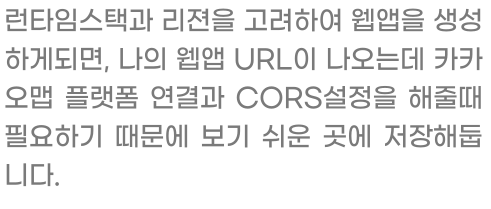 런타임스택과 리젼을 고려하여 웹앱을 생성
하게되면, 나의 웹앱 URL이 나오는데 카카
오맵 플랫폼 연결과 CORS설정을 해줄때
필요하기 때문에 보기 쉬운 곳에 저장해둡
니다.